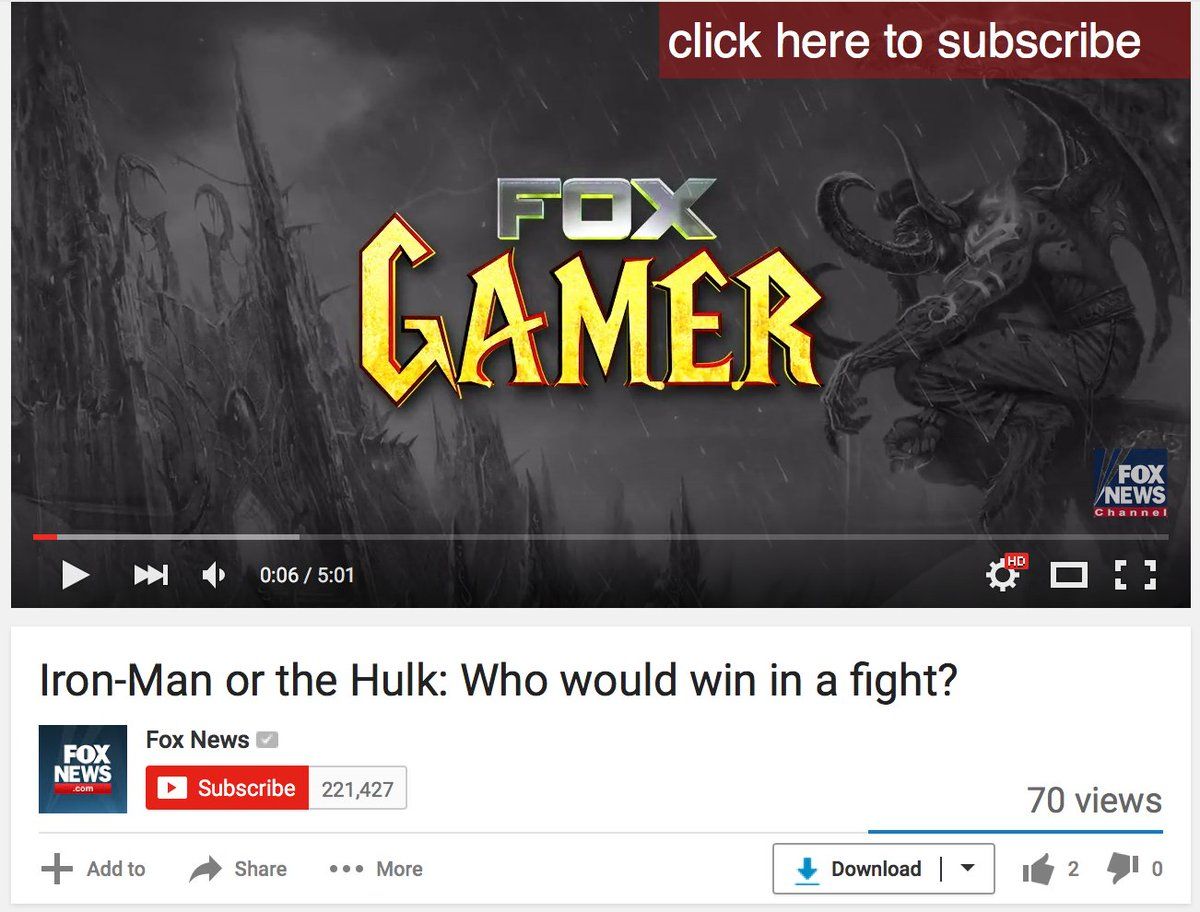 click here to subscribe
FOX
GAMER
FOX
NEWS
Channel
HD
0:06 / 5:01
Iron-Man or the Hulk: Who would win in a fight?
FOX
NEWS
.com
Fox News
Subscribe 221,427
70 views
Add to Share More Download 2 0